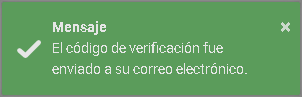 Mensaje
El código de verificación fue
enviado a su correo electrónico.